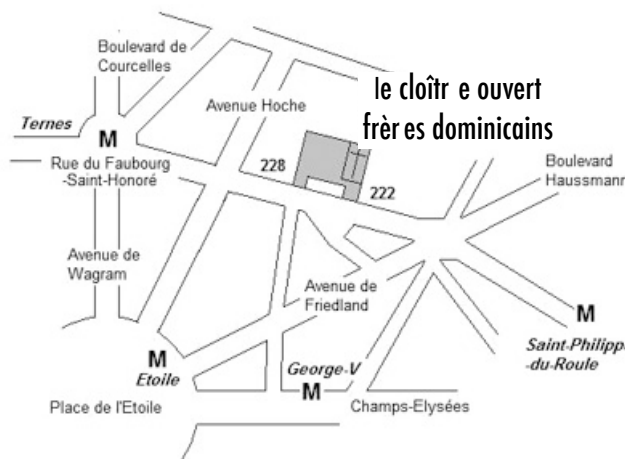 Boulevard de
Courcelles
le cloîtr e ouvert
frèr es dominicains
Avenue Hoche
Ternes
M
Rue du Faubourg
-Saint-Honoré
228
222
Boulevard
Haussmann
Avenue de
Wagram
Avenue de
Friedland
M
Saint-Philippe
-du-Roule
M
Etoile
George-V
M
Place de l'Etoile
Champs-Elysées